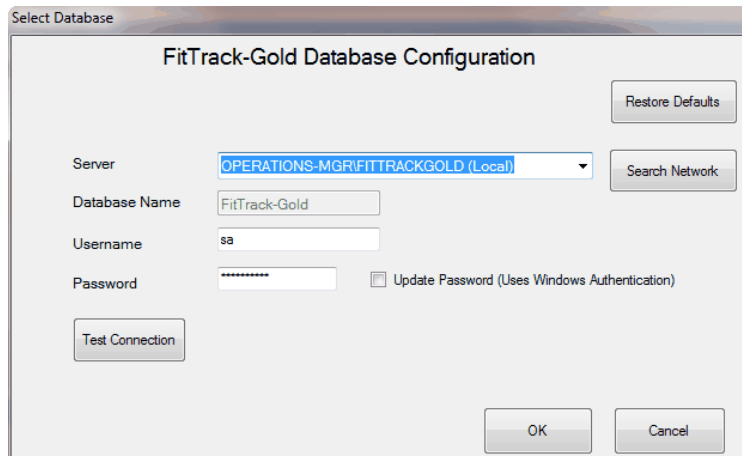 Select Database
FitTrack-Gold Database Configuration
Restore Defaults
Server
OPERATIONS-MGR\FITTRACKGOLD (Local)
Search Network
Database Name
FitTrack-Gold
Username
sa
Password
**********
Update Password (Uses Windows Authentication)
Test Connection
OK
Cancel